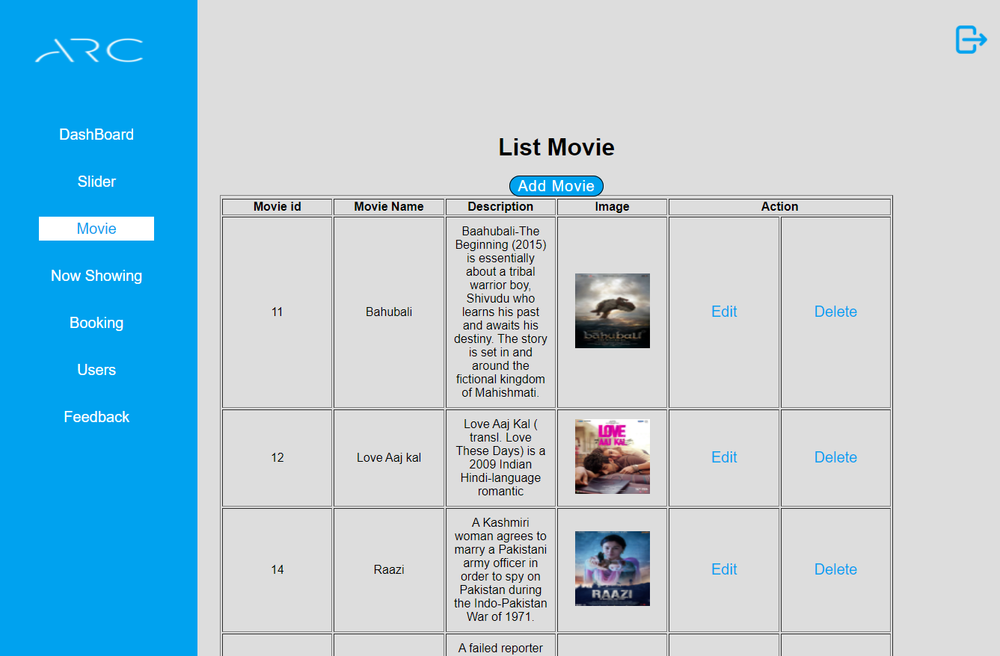 ARC
DashBoard
Slider
Movie
Now Showing
Booking
Users
Feedback
List Movie
Add Movie
Movie id Movie Name Description Image Action
11
Bahubali
Baahubali-The
Beginning (2015)
is essentially
about a tribal
warrior boy,
Shivudu who
learns his past
and awaits his
destiny. The story
is set in and
around the
fictional kingdom
of Mahishmati.
bahubali
Edit
Delete
12
Love Aaj kal
Love Aaj Kal (
transl. Love
These Days) is a
2009 Indian
Hindi-language
romantic
LOVE
AAJ KAL
Edit
Delete
14
Raazi
A Kashmiri
woman agrees to
marry a Pakistani
army officer in
order to spy on
Pakistan during
the Indo-Pakistan
War of 1971.
RAAZI
Edit
Delete
A failed reporter